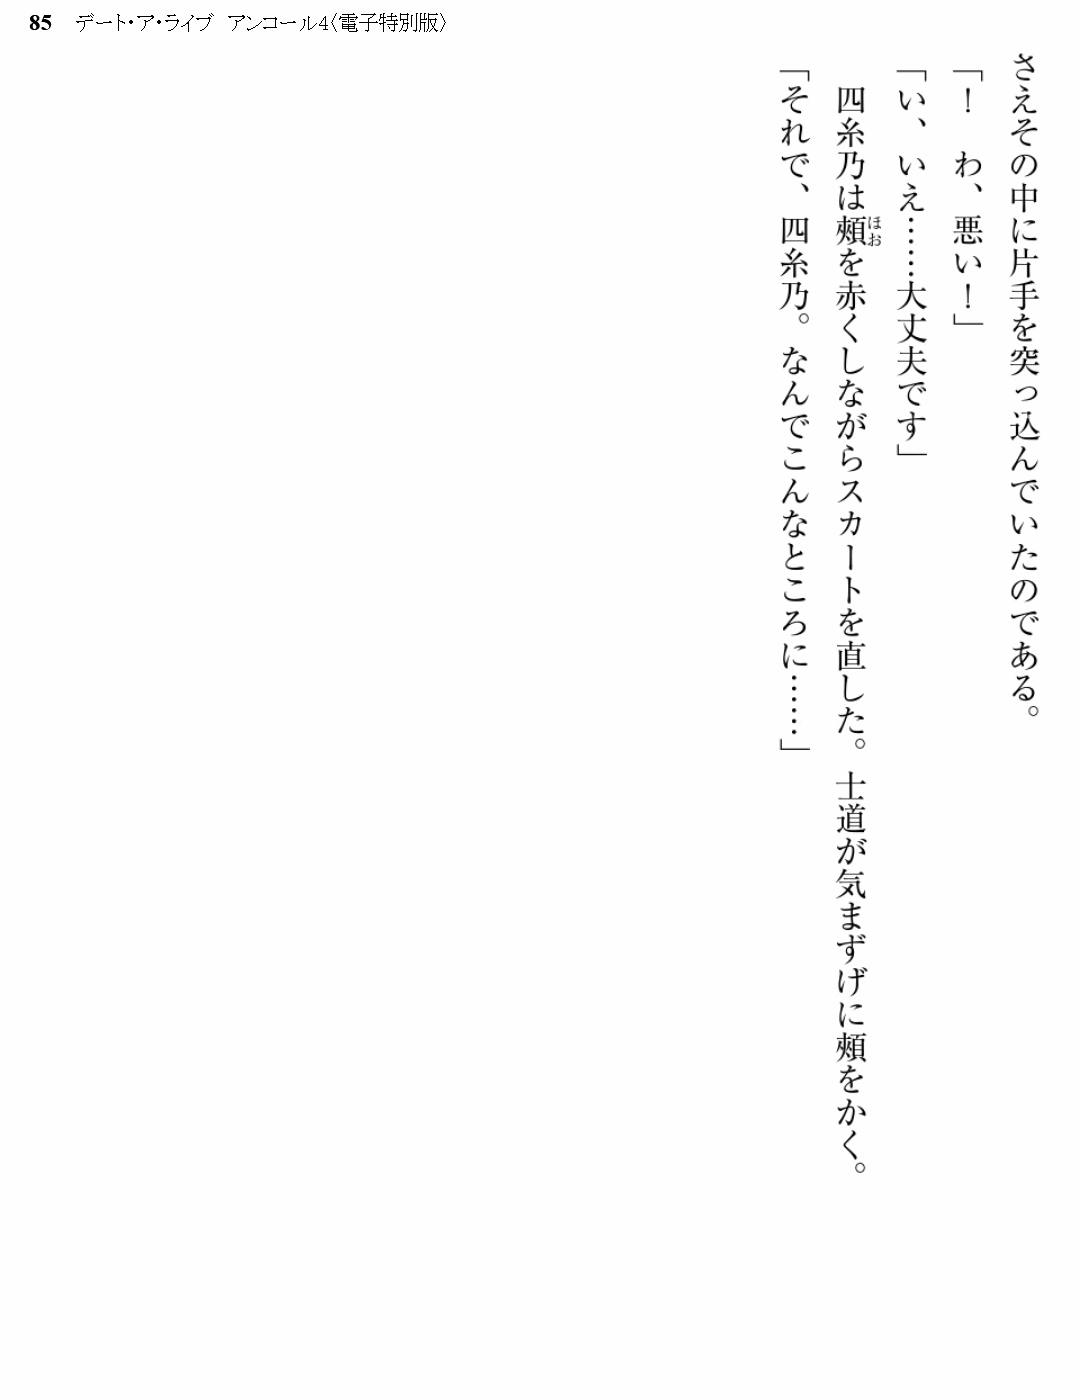 85 デート・ア・ライブ アンコール4〈電子特別版〉
さえその中に片手を突っ込んでいたのである。
「！　わ、悪い！」
「い、いえ……大丈夫です」
四糸乃は頰を赤くしながらスカートを直した。士道が気まずげに頰をかく。
ほお
「それで、四糸乃。なんでこんなところに……」